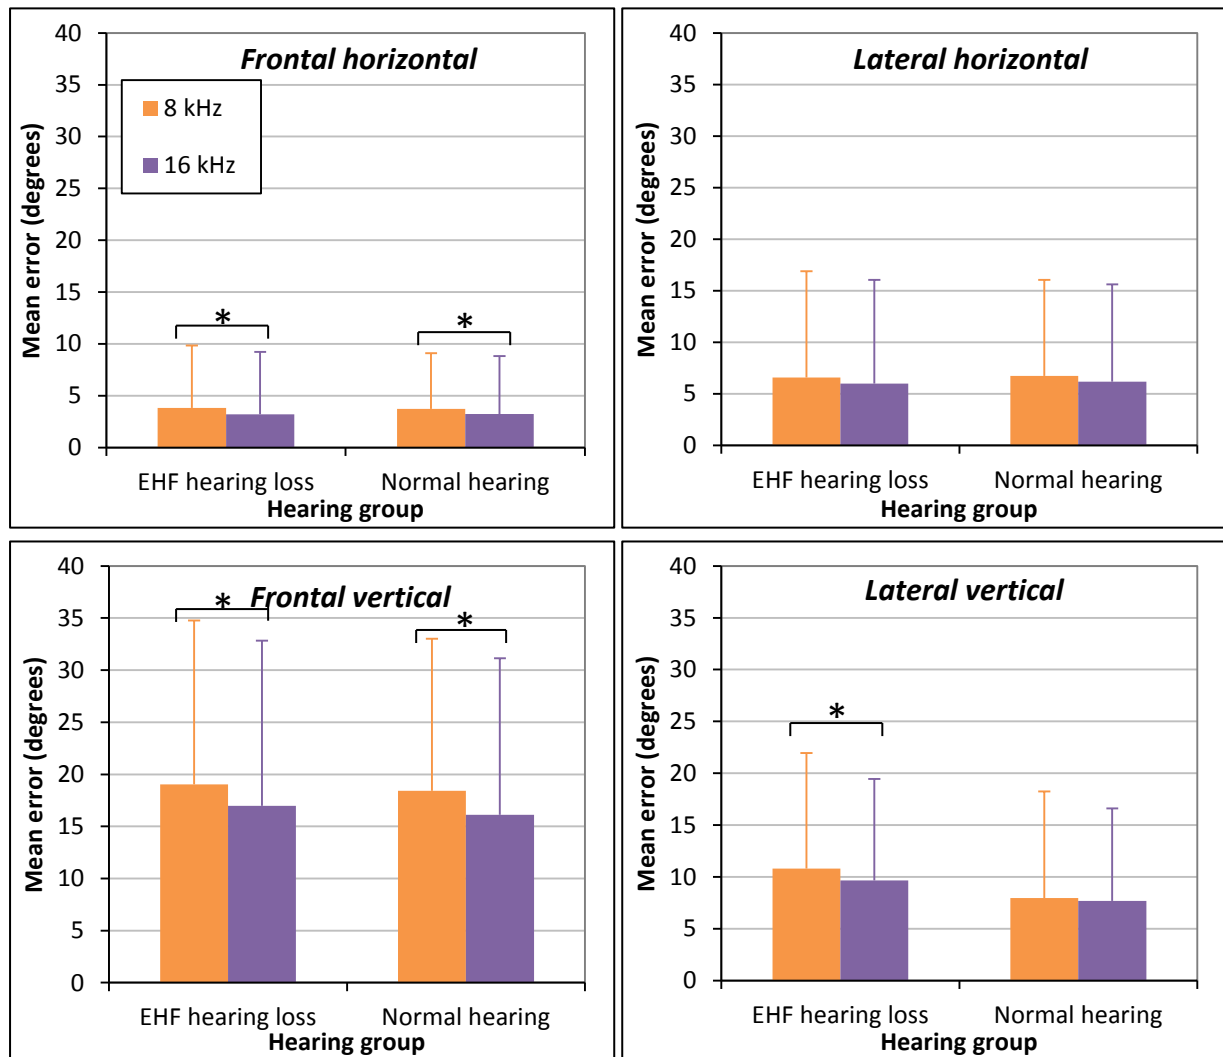 Frontal horizontal
8 kHz
16 kHz
Mean error (degrees)
40
35
30
25
20
15
10
5
0
*
*
EHF hearing loss
Normal hearing
Hearing group
Lateral horizontal
Mean error (degrees)
40
35
30
25
20
15
10
5
0
EHF hearing loss
Normal hearing
Hearing group
Frontal vertical
Mean error (degrees)
40
35
30
25
20
15
10
5
0
*
*
EHF hearing loss
Normal hearing
Hearing group
Lateral vertical
Mean error (degrees)
40
35
30
25
20
15
10
5
0
*
EHF hearing loss
Normal hearing
Hearing group